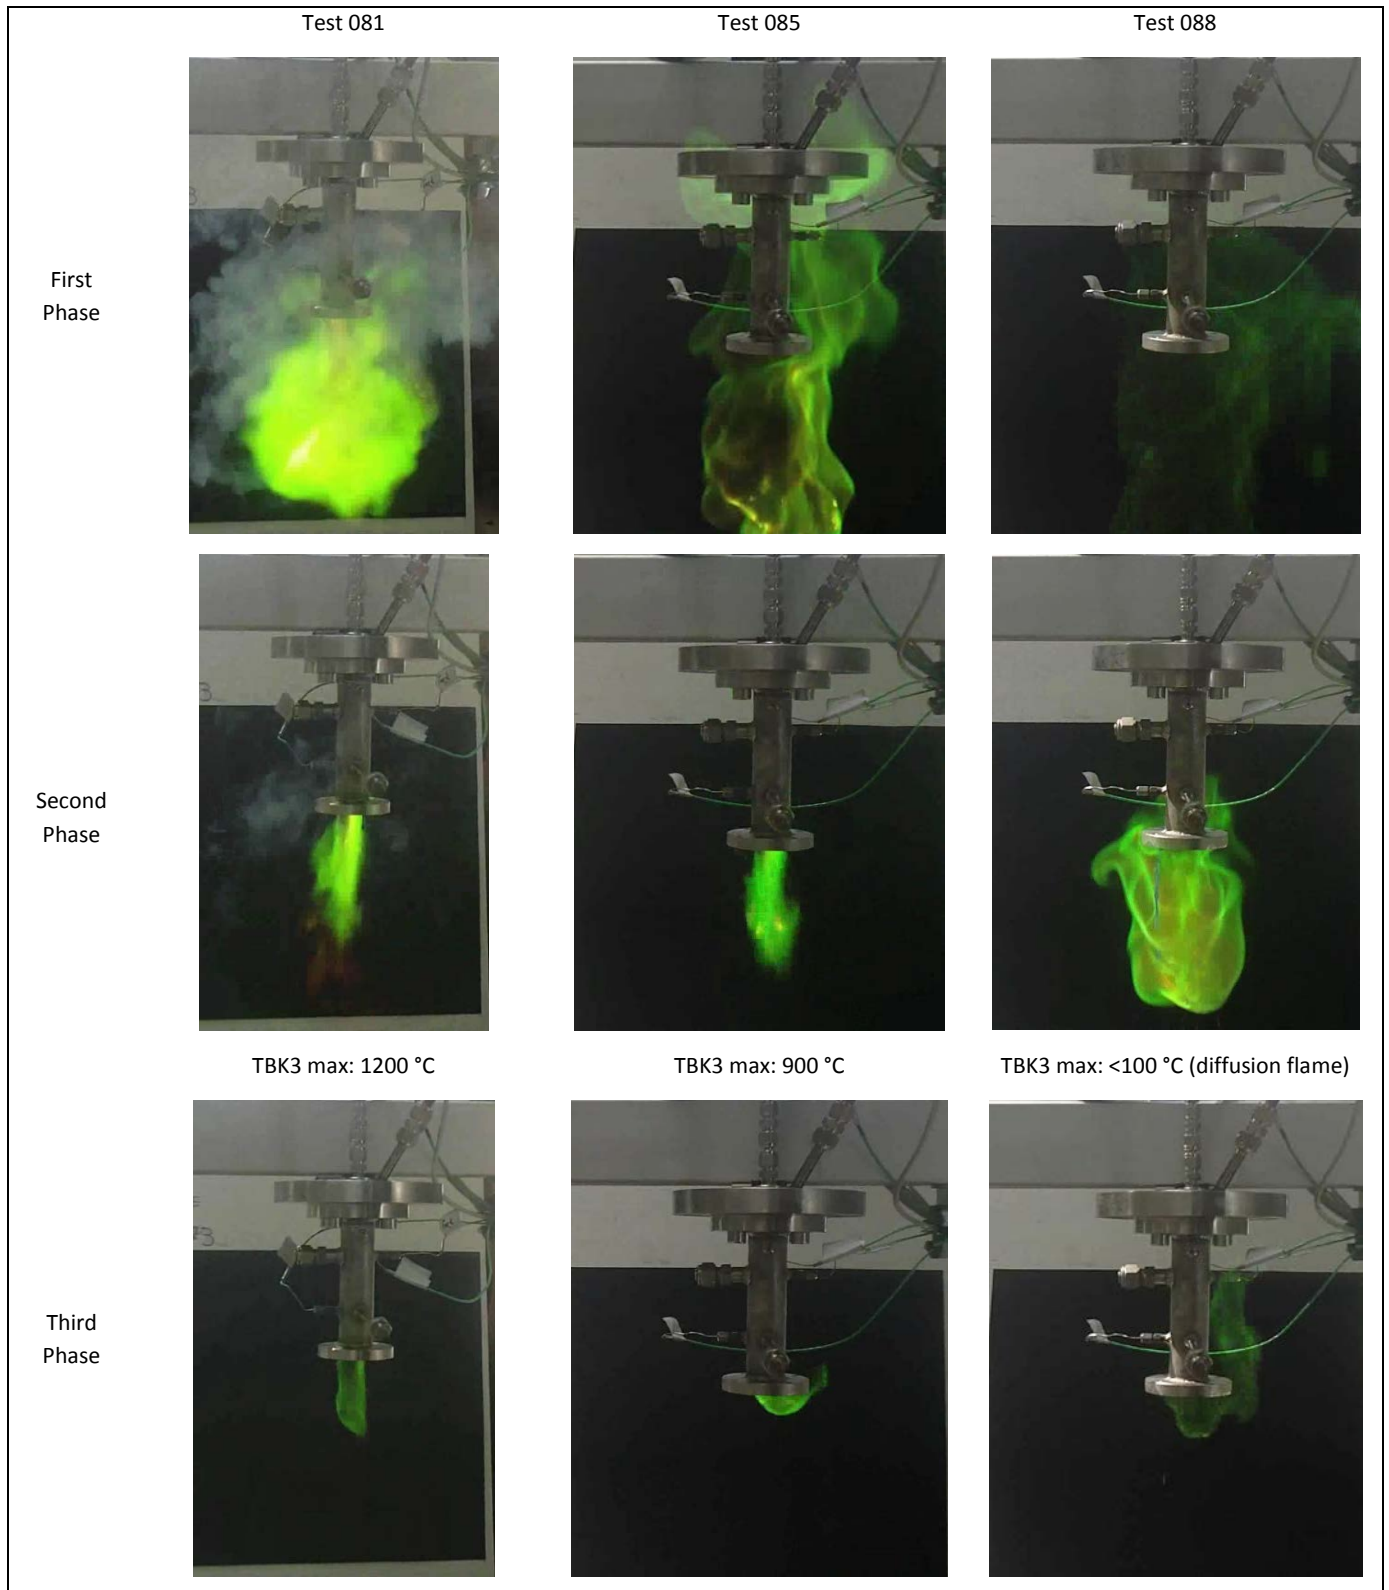 Test 081
Test 085
Test 088
First
Phase
Second
Phase
TBK3 max: 1200 °C
TBK3 max: 900 °C
TBK3 max: <100 °C (diffusion flame)
Third
Phase